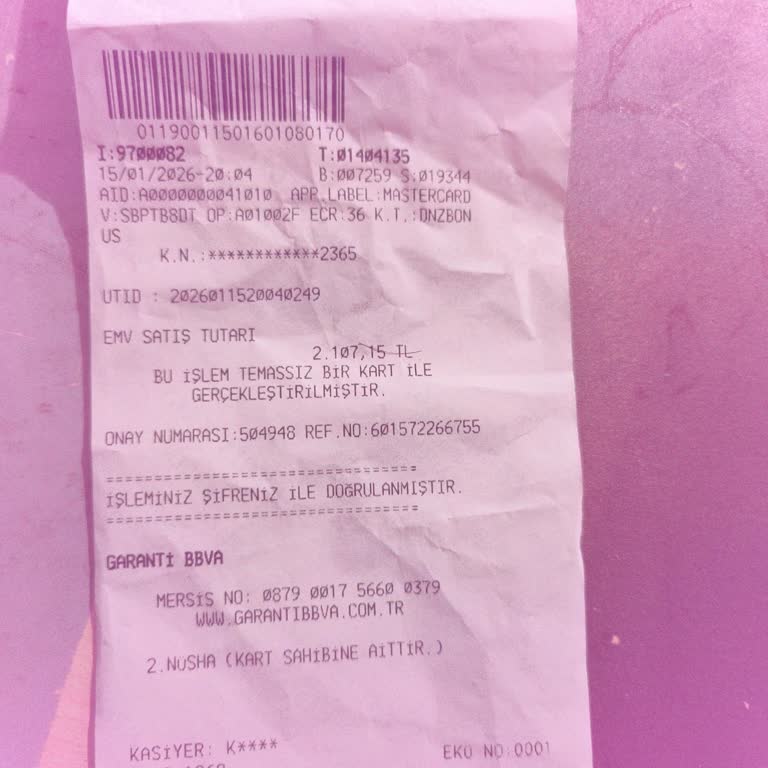 01190011501601080170
I:9700082 T:01404135
15/01/2026-20:04 B:007259 S:019344
AID:A0000000041010 APP.LABEL:MASTERCARD
V:SBPTB8DT OP:A01002F ECR:36 K.T.:DNZBON
US
K.N.:************2365
UTID : 2026011520040249
EMV SATIŞ TUTARI
2.107,15 TL
BU İŞLEM TEMASSIZ BİR KART İLE
GERÇEKLEŞTİRİLMİŞTİR.
ONAY NUMARASI:504948 REF.NO:601572266755
================================
İŞLEMİNİZ ŞİFRENİZ İLE DOĞRULANMIŞTIR.
================================
GARANTİ BBVA
MERSİS NO: 0879 0017 5660 0379
WWW.GARANTIBBVA.COM.TR
2.NÜSHA (KART SAHİBİNE AİTTİR.)
KASİYER: K**** EKÜ NO:0001